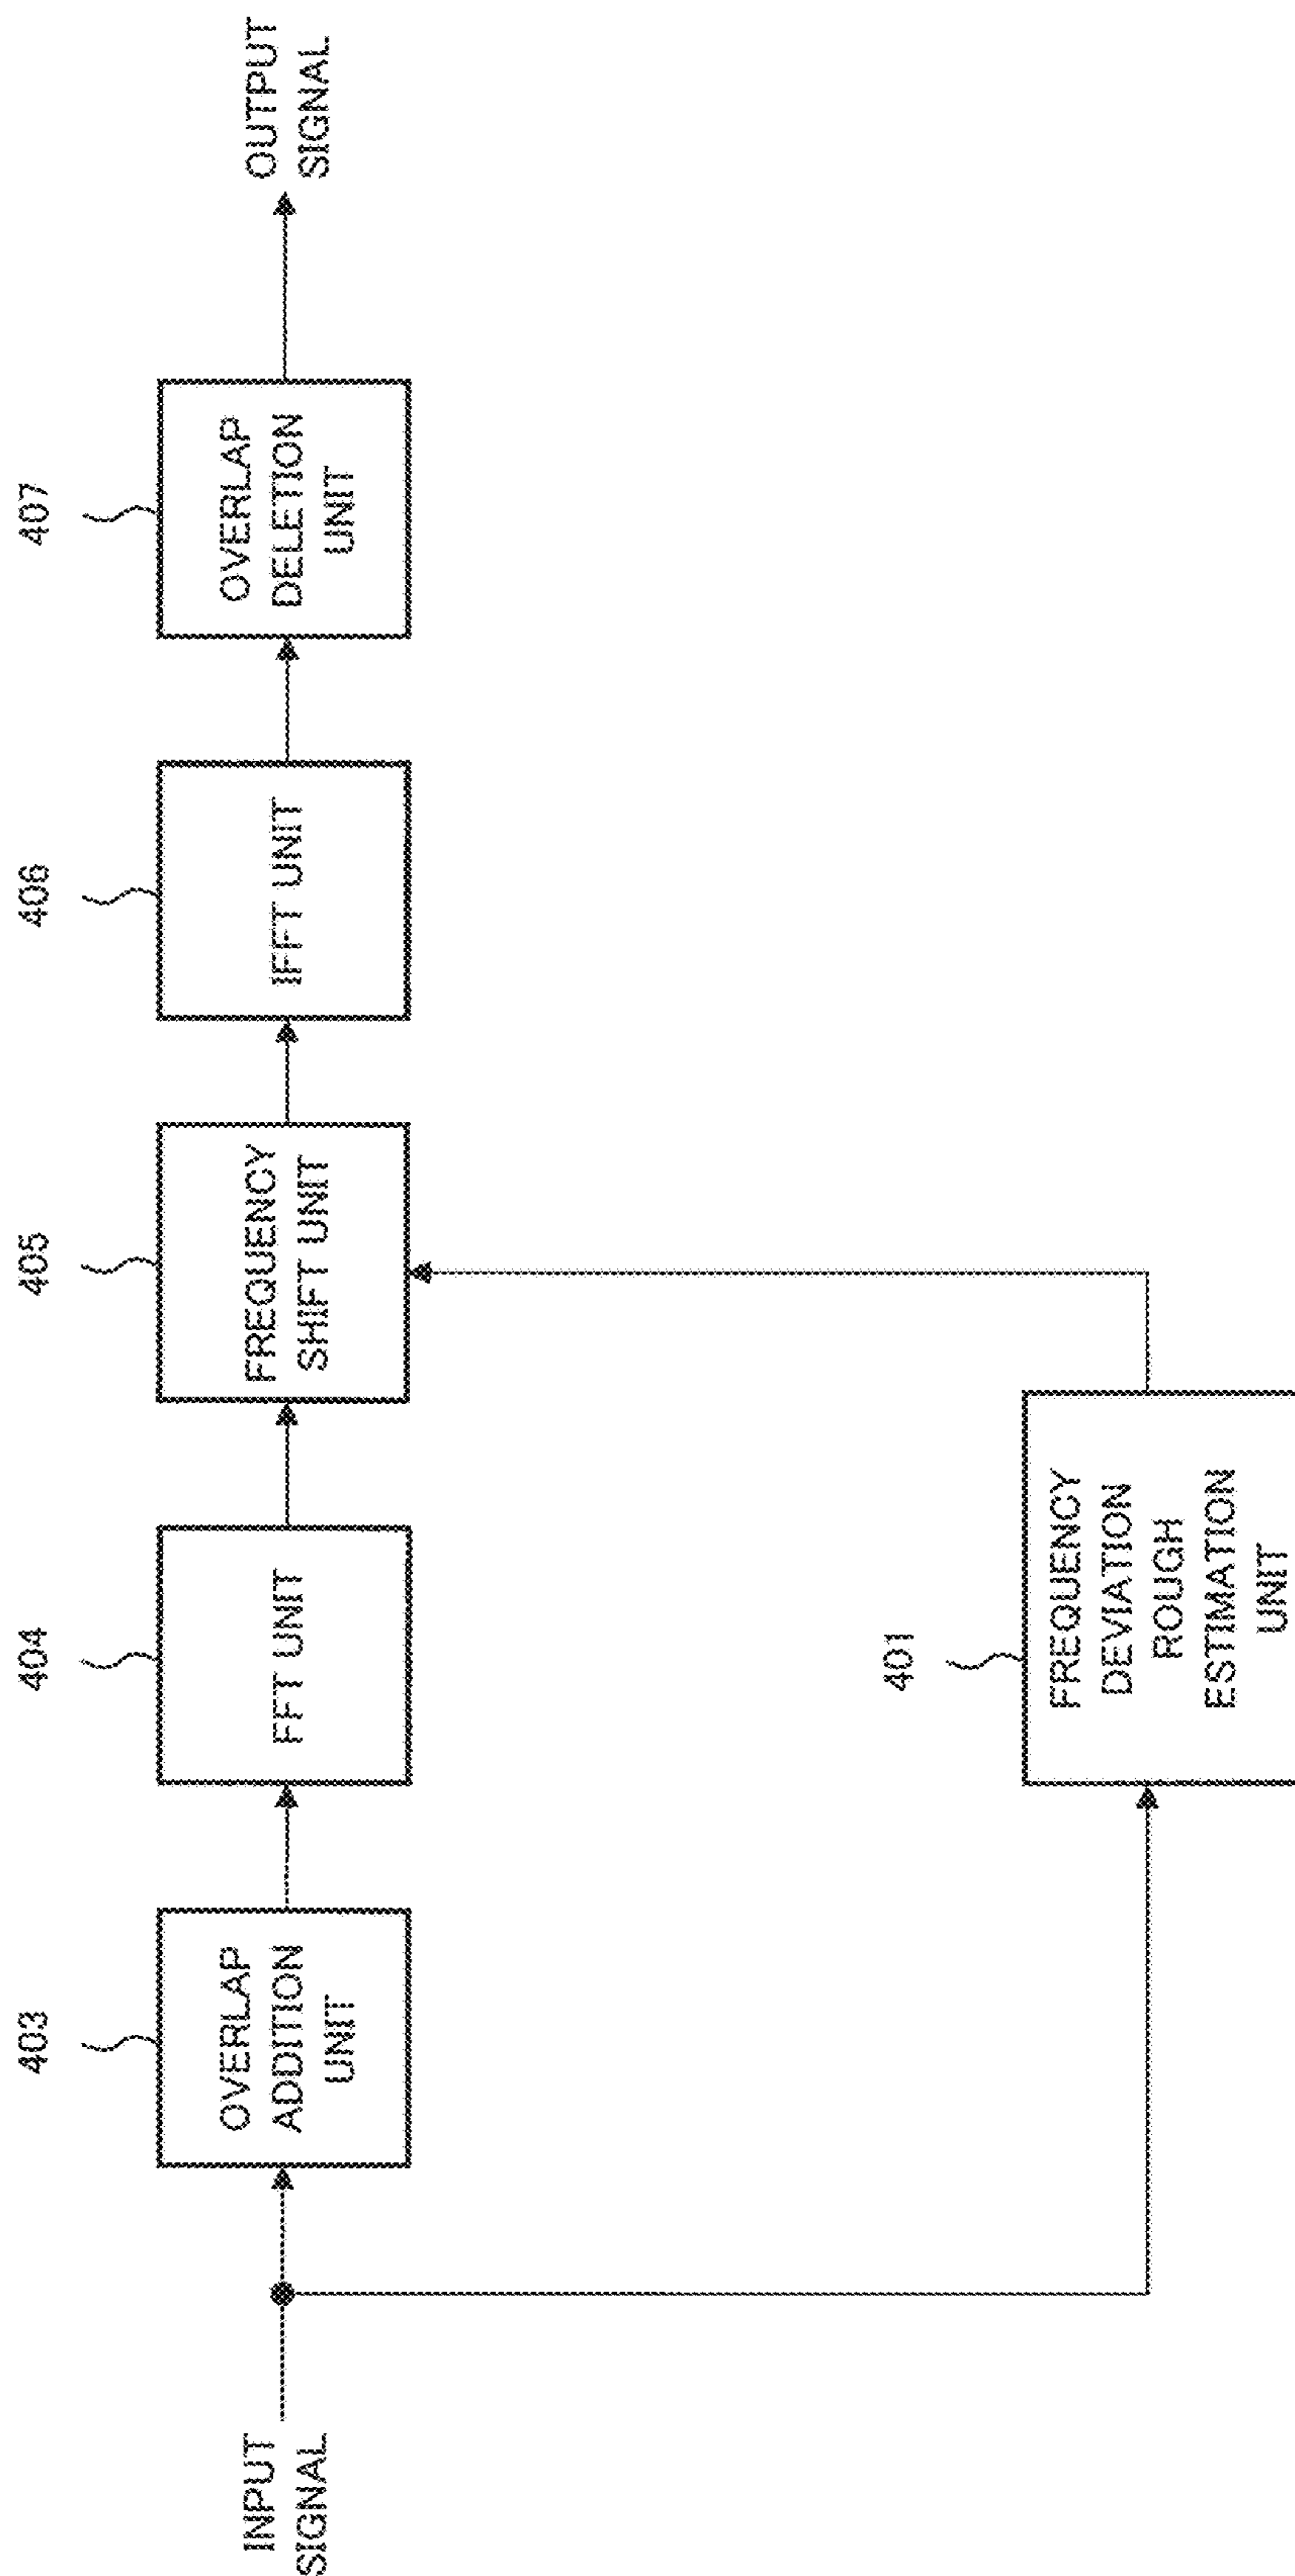 INPUT
SIGNAL
403
OVERLAP
ADDITION
UNIT
404
FFT UNIT
405
FREQUENCY
SHIFT UNIT
406
IFFT UNIT
407
OVERLAP
DELETION
UNIT
OUTPUT
SIGNAL
401
FREQUENCY
DEVIATION
ROUGH
ESTIMATION
UNIT